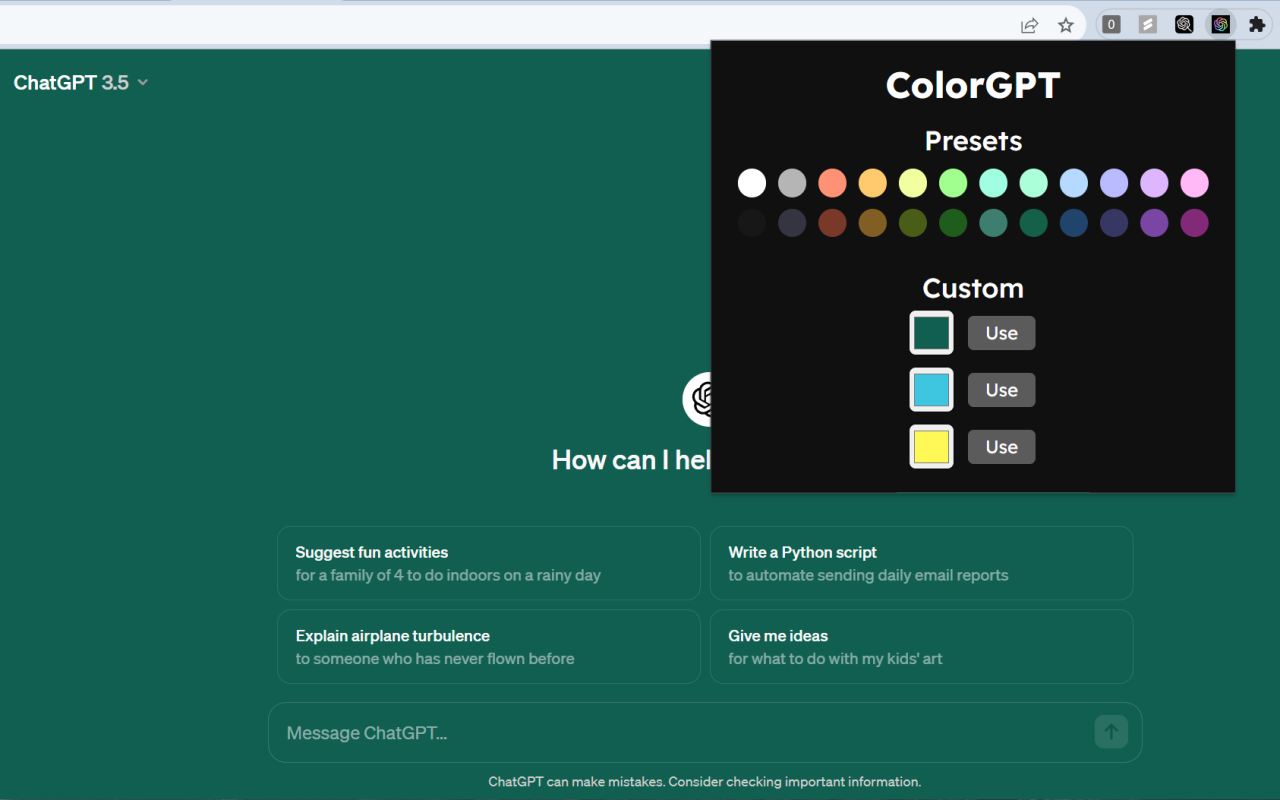 0
ChatGPT 3.5
ColorGPT
Presets
Custom
Use
Use
Use
How can I hel
Suggest fun activities
for a family of 4 to do indoors on a rainy day
Write a Python script
to automate sending daily email reports
Explain airplane turbulence
to someone who has never flown before
Give me ideas
for what to do with my kids' art
Message ChatGPT...
ChatGPT can make mistakes. Consider checking important information.